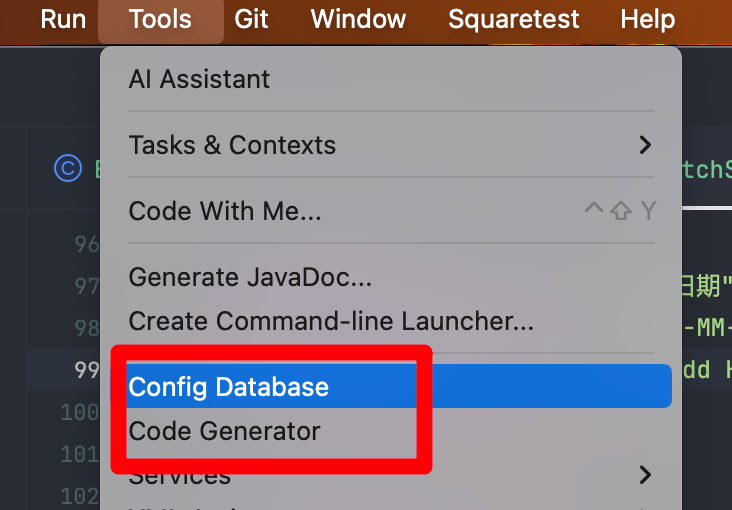 Run Tools Git Window Squaretest Help
AI Assistant
Tasks & Contexts
Code With Me... ^⇧Y
Generate JavaDoc...
Create Command-line Launcher...
Config Database
Code Generator
Services
96
97 日期"
98 -MM-
99 dd H
100
101
102